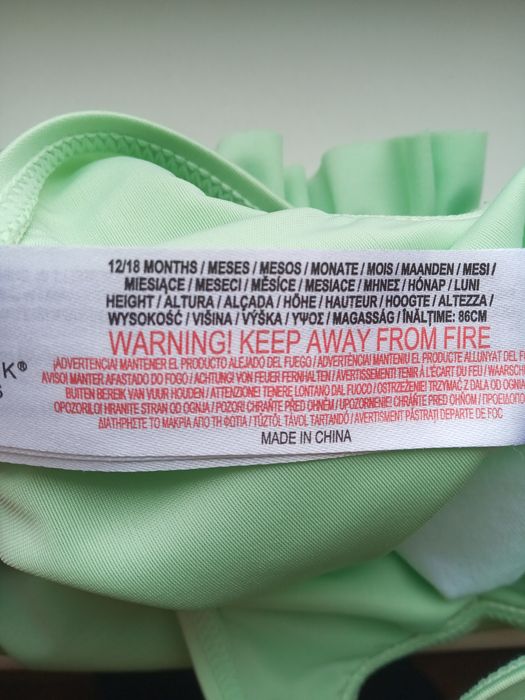 12/18 MONTHS / MESES / MESOS / MONATE / MOIS / MAANDEN / MESI /
MIESIĄCE / MESECI / MĚSÍCE / MESIACE / ΜΗΝΕΣ / HÓNAP / LUNI
HEIGHT / ALTURA / ALÇADA / HÖHE / HAUTEUR / HOOGTE / ALTEZZA /
WYSOKOŚĆ / VIŠINA / VÝŠKA / ΥΨΟΣ / MAGASSÁG / ÎNĂLȚIME: 86CM
WARNING! KEEP AWAY FROM FIRE
¡ADVERTENCIA! MANTENER EL PRODUCTO ALEJADO DEL FUEGO / ADVERTÈNCIA! MANTENIU EL PRODUCTE ALLUNYAT DEL
AVISO! MANTER AFASTADO DO FOGO / ACHTUNG! VON FEUER FERNHALTEN / AVERTISSEMENT! TENIR À L'ÉCART DU FEU /
BUITEN BEREIK VAN VUUR HOUDEN / ATTENZIONE! TENERE LONTANO DAL FUOCO / OSTRZEŻENIE! TRZYMAĆ Z DALA OD OGNIA
OPOZORILO! HRANITE STRAN OD OGNJA / POZOR! CHRAŇTE PŘED OHNĚM / UPOZORNENIE! CHRÁŇTE PRED OHŇOM /
ΔΙΑΤΗΡΗΣΤΕ ΤΟ ΜΑΚΡΙΑ ΑΠΟ ΤΗ ΦΩΤΙΑ / TŰZTŐL TÁVOL TARTANDÓ / AVERTISMENT! PĂSTRAȚI DEPARTE DE FOC
MADE IN CHINA
K®